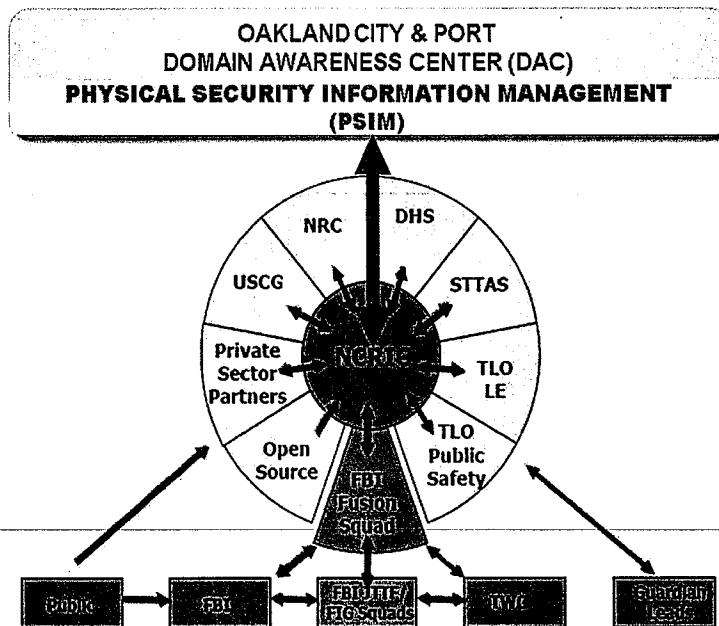 OAKLAND CITY & PORT
DOMAIN AWARENESS CENTER (DAC)
PHYSICAL SECURITY INFORMATION MANAGEMENT
(PSIM)
NRC
DHS
USCG
STTAS
NCRIC
Private
Sector
Partners
TLO
LE
Open
Source
TLO
Public
Safety
FBI
Fusion
Squad
Public
FBI
FBI JTTF/
FIG Squads
Guardian
Leads